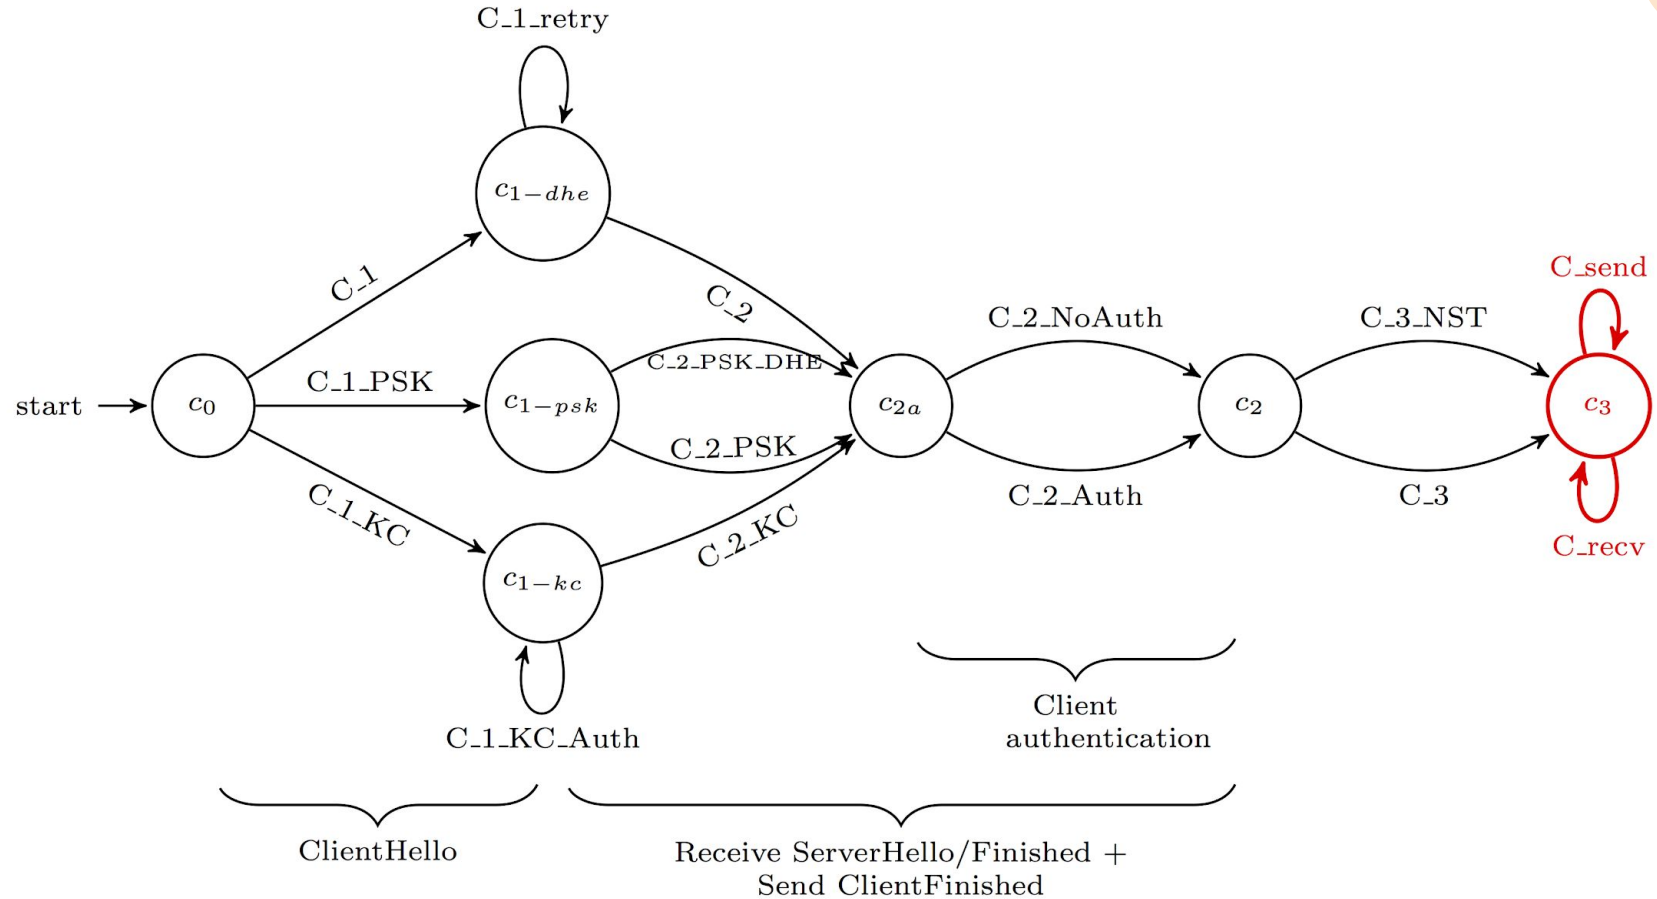 C_1_retry
c1−dhe
C_1
C_2
C_send
C_2_NoAuth
C_3_NST
C_2_PSK_DHE
C_1_PSK
start
c0
c1−psk
c2a
c2
c3
C_2_PSK
C_2_Auth
C_3
C_1_KC
C_2_KC
C_recv
c1−kc
Client
authentication
C_1_KC_Auth
ClientHello
Receive ServerHello/Finished +
Send ClientFinished